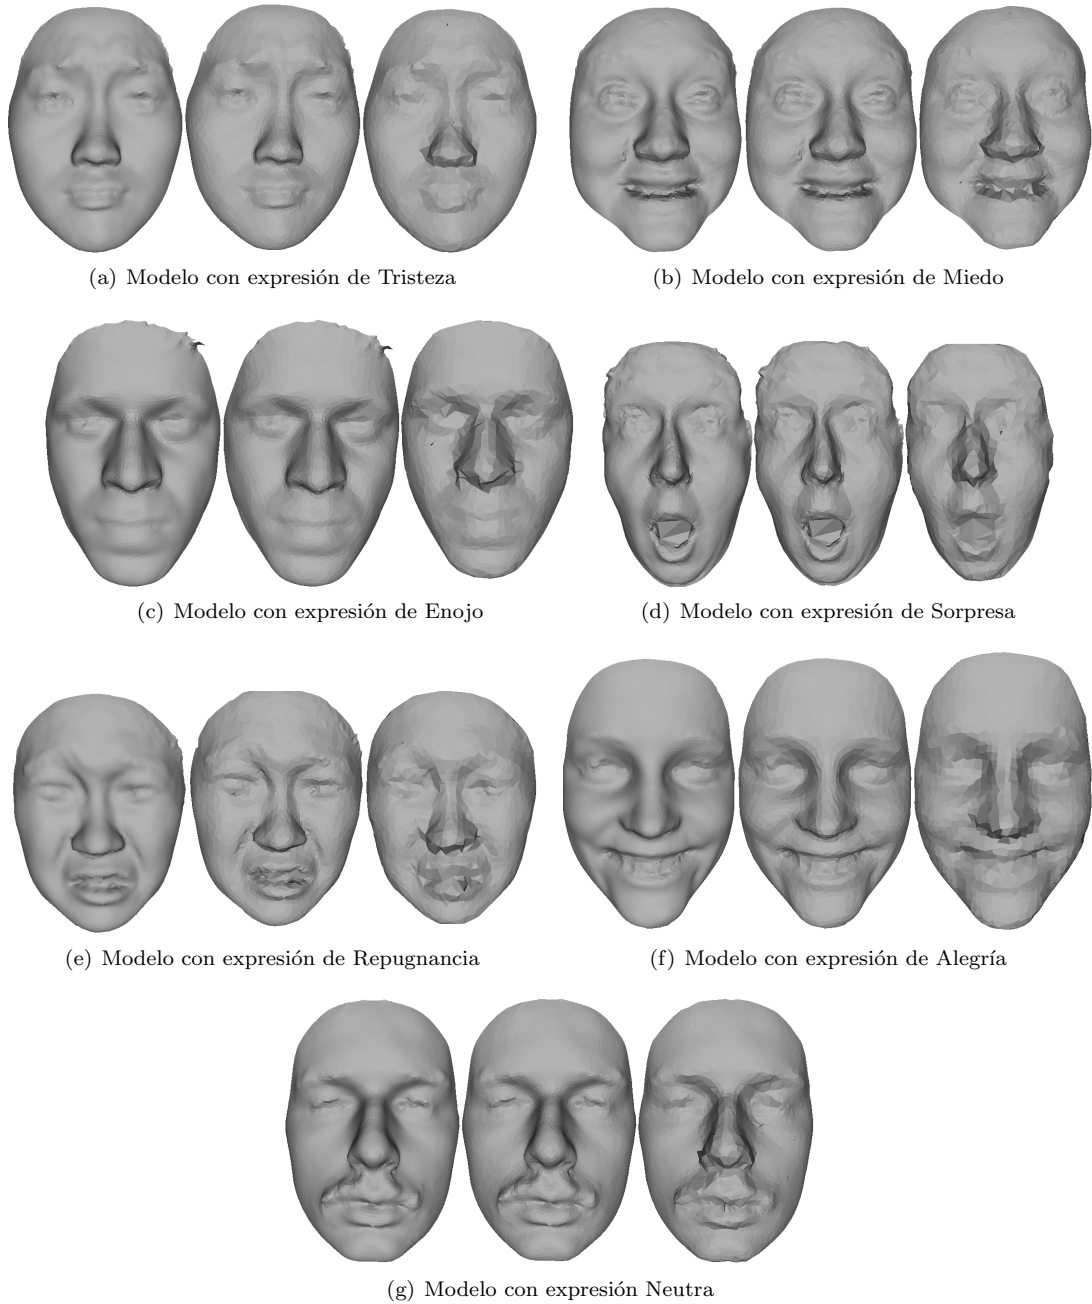 (a) Modelo con expresión de Tristeza
(b) Modelo con expresión de Miedo
(c) Modelo con expresión de Enojo
(d) Modelo con expresión de Sorpresa
(e) Modelo con expresión de Repugnancia
(f) Modelo con expresión de Alegría
(g) Modelo con expresión Neutra